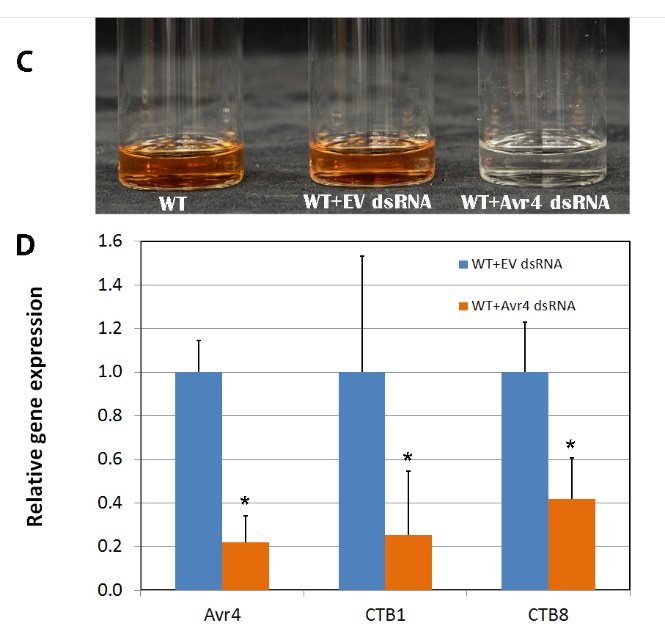 C
WT WT+EV dsRNA WT+Avr4 dsRNA
D
Relative gene expression
1.6
1.4
1.2
1.0
0.8
0.6
0.4
0.2
0.0
WT+EV dsRNA
WT+Avr4 dsRNA
*
*
*
Avr4 CTB1 CTB8